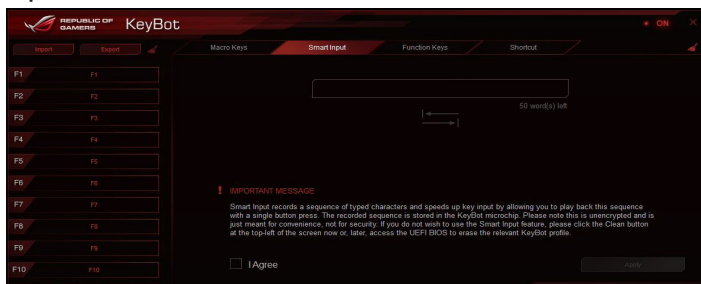 REPUBLIC OF
GAMERS KeyBot
ON
Import Export
Macro Keys Smart Input Function Keys Shortcut
F1 F1
F2 F2
50 word(s) left
F3 F3
F4 F4
F5 F5
F6 F6
! IMPORTANT MESSAGE
F7 F7
Smart Input records a sequence of typed characters and speeds up key input by allowing you to play back this sequence
with a single button press. The recorded sequence is stored in the KeyBot microchip. Please note this is unencrypted and is
F8 F8
just meant for convenience, not for security. If you do not wish to use the Smart Input feature, please click the Clean button
at the top-left of the screen now or, later, access the UEFI BIOS to erase the relevant KeyBot profile.
F9 F9
F10 F10
I Agree
Apply